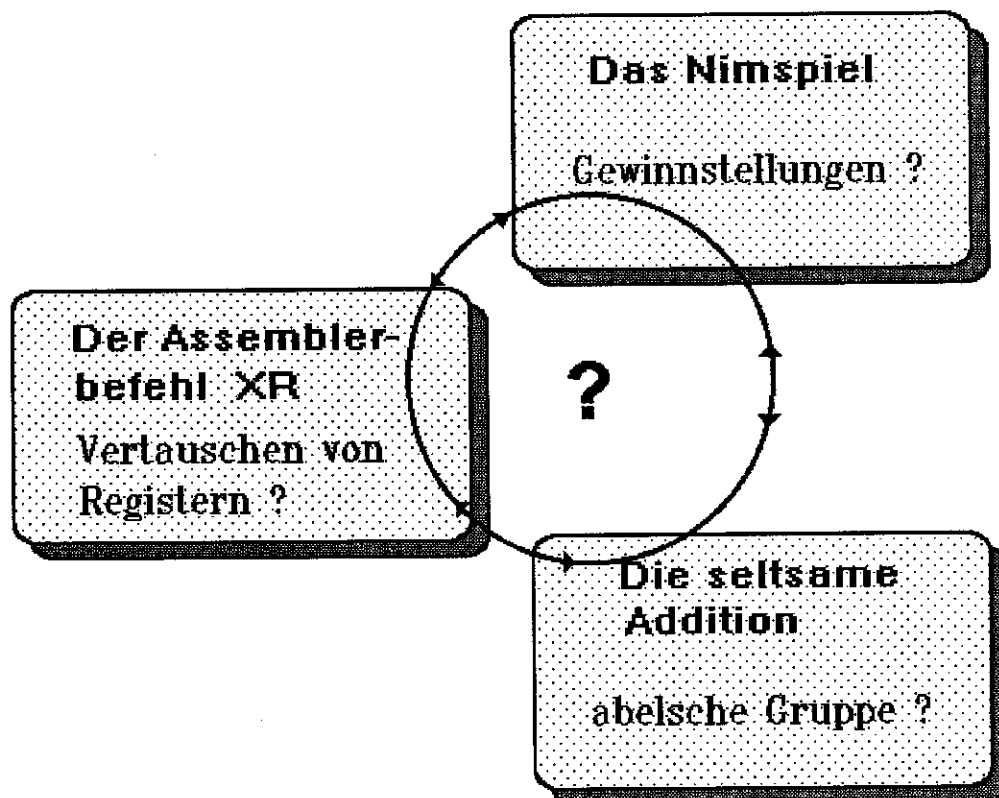 Das Nimspiel
Gewinnstellungen ?
Der Assembler-
befehl XR
Vertauschen von
Registern ?
?
Die seltsame
Addition
abelsche Gruppe ?